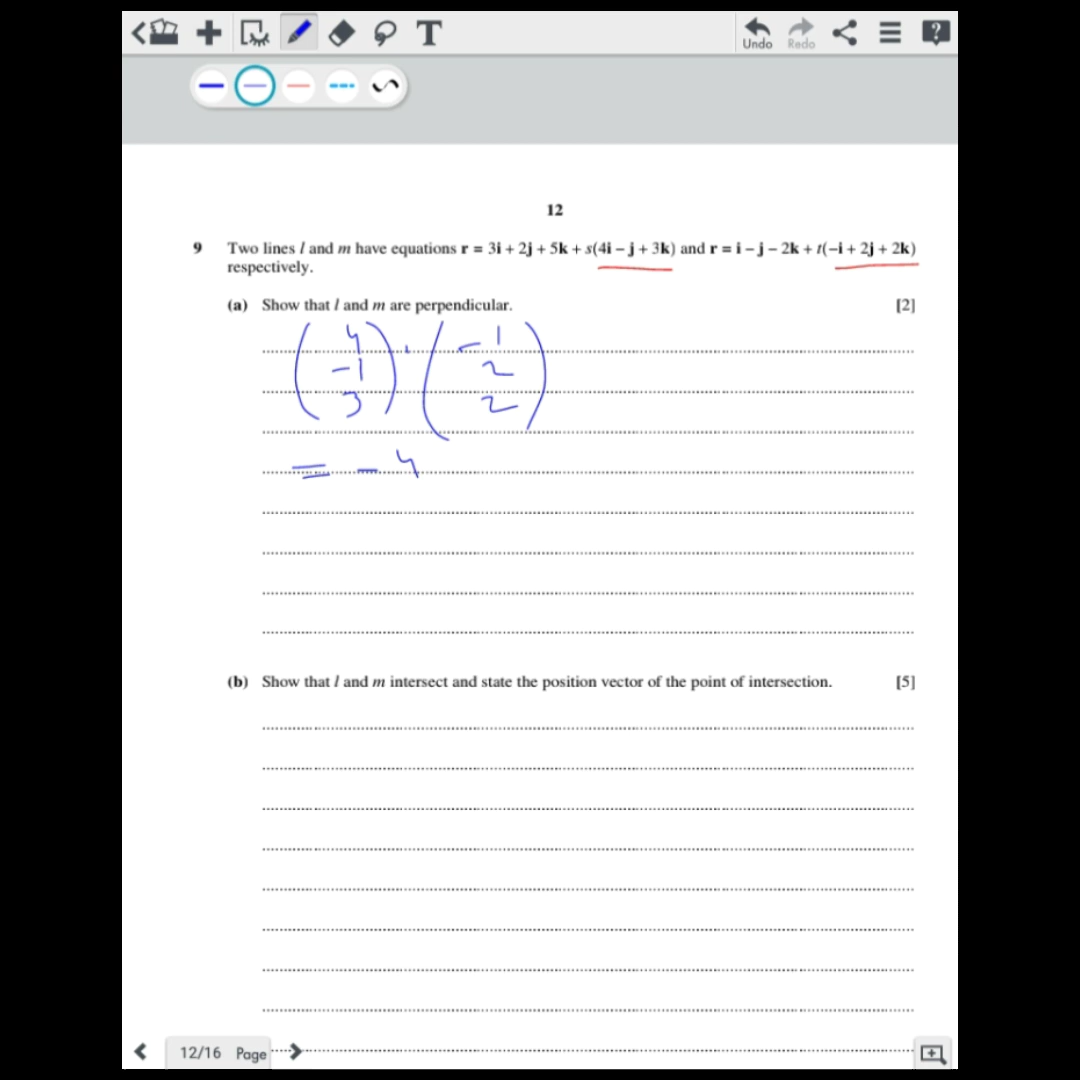 T
Undo
Redo
?
12
9 Two lines l and m have equations r = 3i + 2j + 5k + s(4i – j + 3k) and r = i – j – 2k + t(–i + 2j + 2k)
respectively.
(a) Show that l and m are perpendicular. [2]
( 4 ) · ( -1 )
( -1 ) ( 2 )
( 3 ) ( 2 )
= - 4
(b) Show that l and m intersect and state the position vector of the point of intersection. [5]
12/16 Page